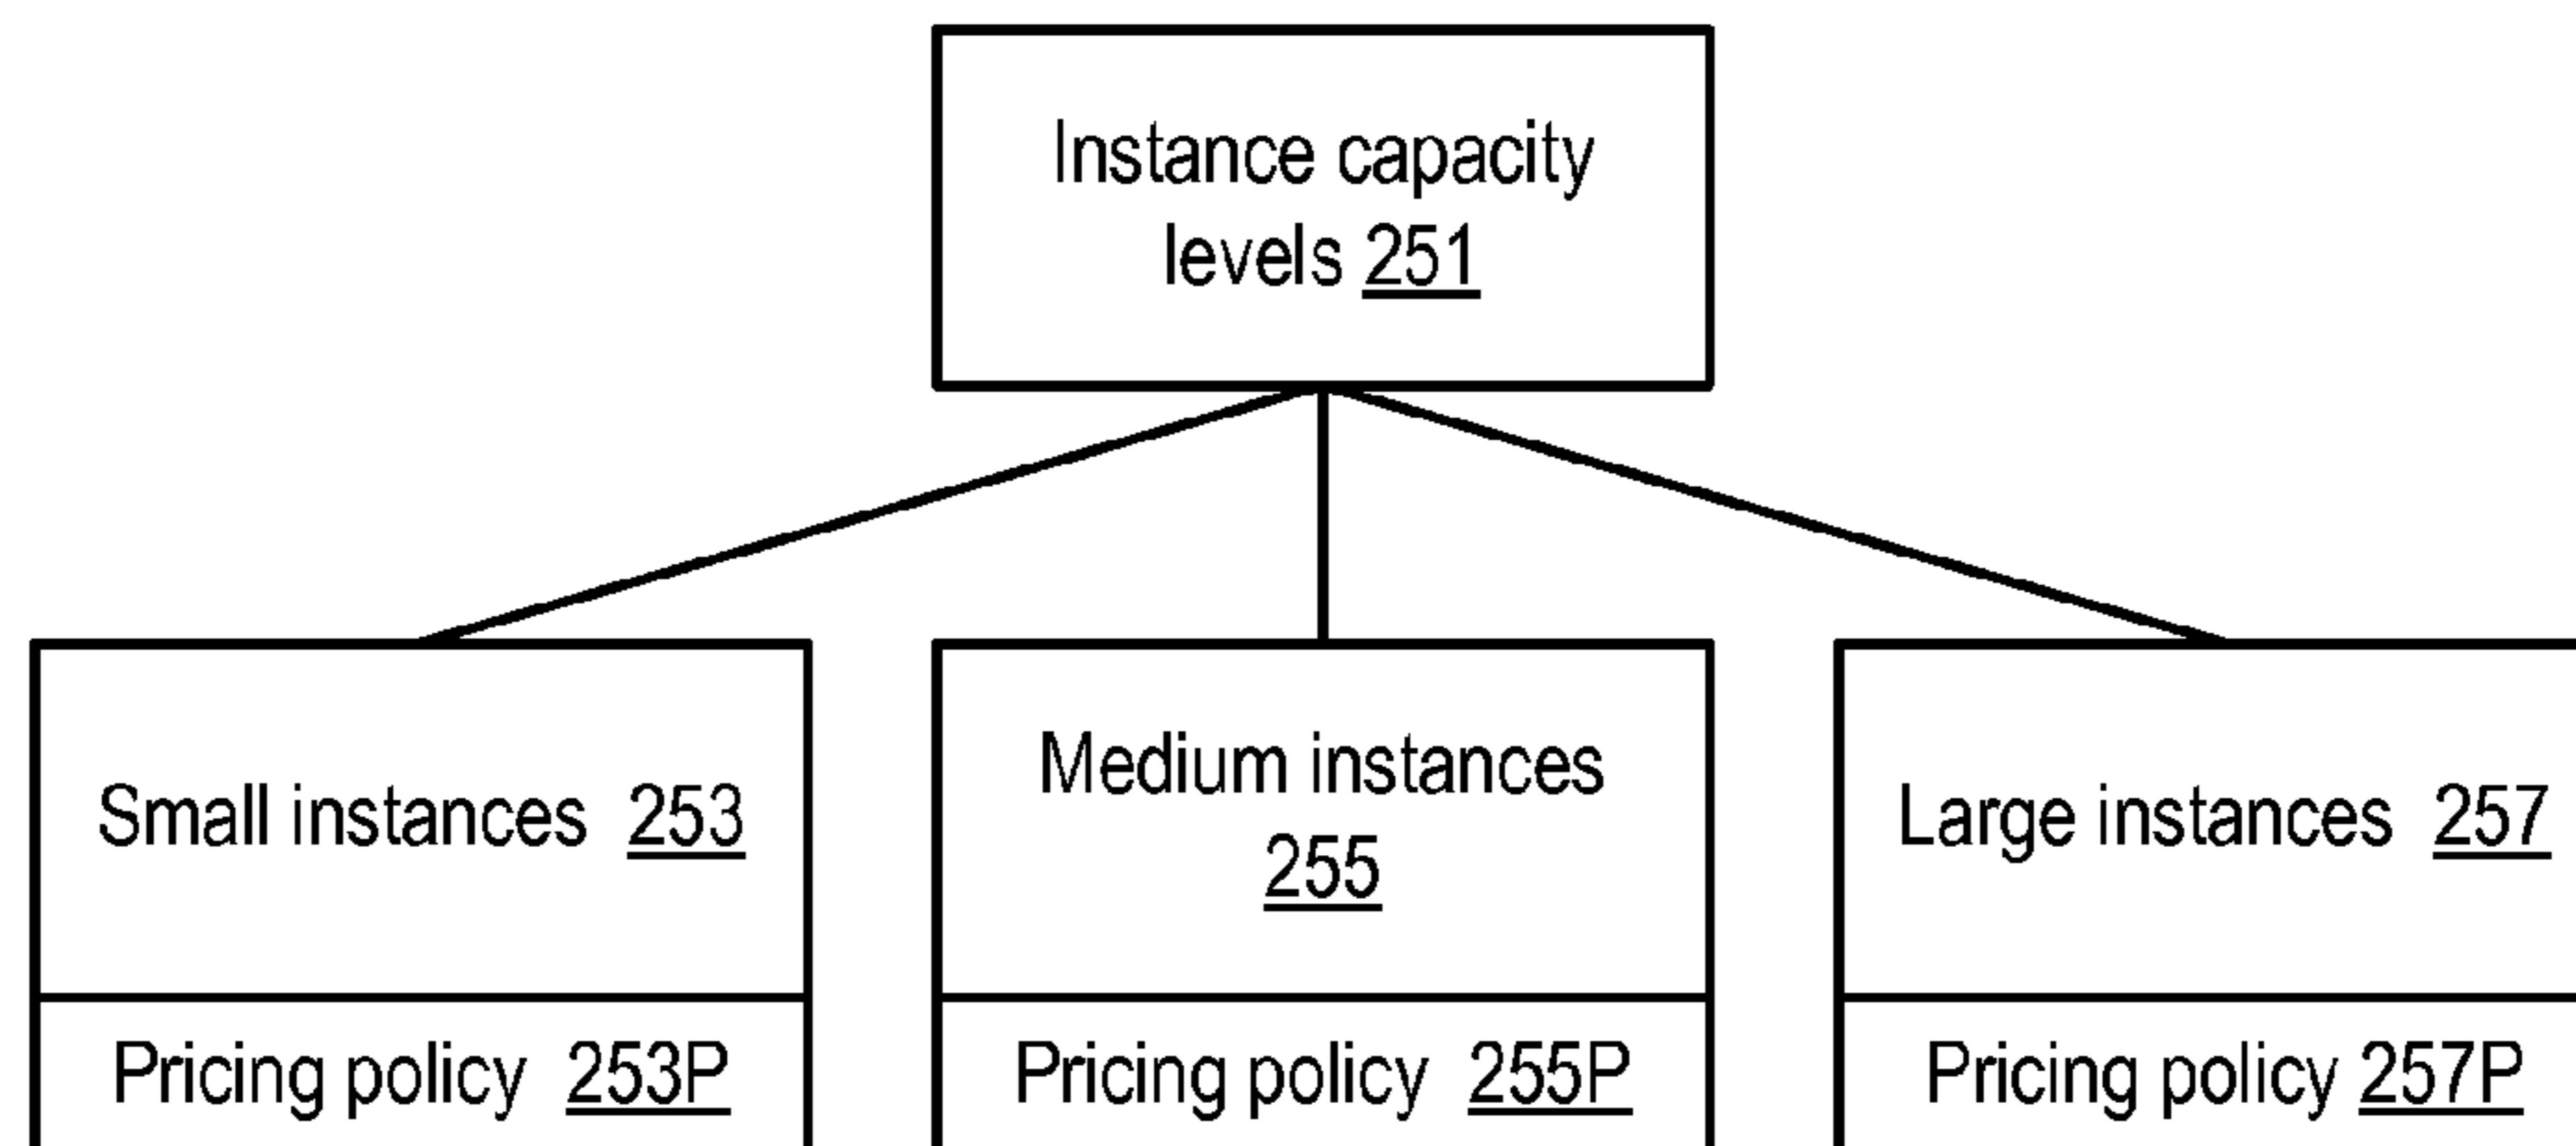 Instance capacity
levels 251
Small instances 253
Medium instances
255
Large instances 257
Pricing policy 253P
Pricing policy 255P
Pricing policy 257P